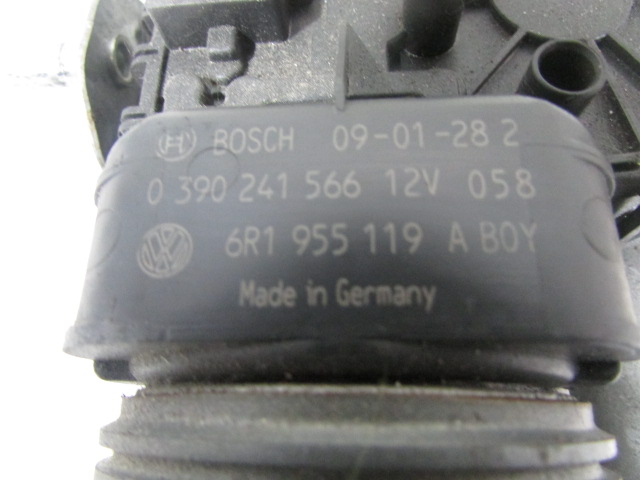 BOSCH 09-01-28 2
0 390 241 566 12V 058
6R1 955 119 A BOY
Made in Germany